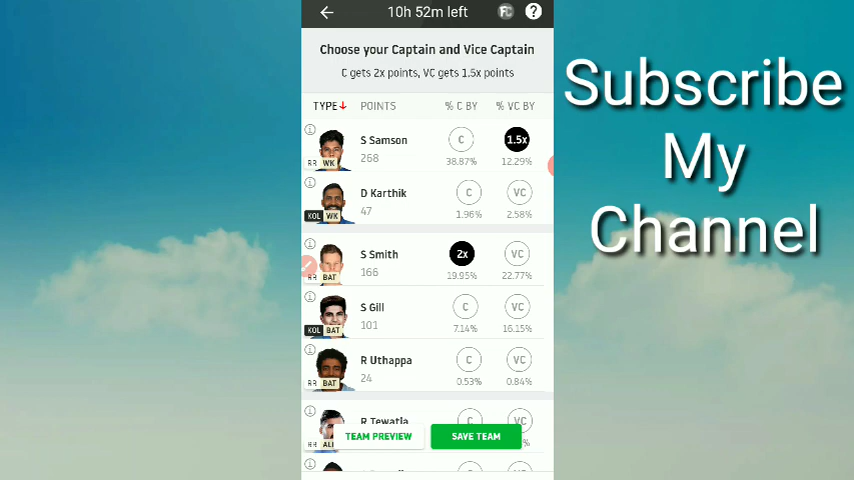 10h 52m left
FC
?
Choose your Captain and Vice Captain
C gets 2x points, VC gets 1.5x points
TYPE POINTS % C BY % VC BY
S Samson C 1.5x
268 38.87% 12.29%
RR WK
D Karthik C VC
47 1.96% 2.58%
KOL WK
S Smith 2x VC
166 19.95% 22.77%
RR BAT
S Gill C VC
101 7.14% 16.15%
KOL BAT
R Uthappa C VC
24 0.53% 0.84%
RR BAT
R Tewatia C VC
TEAM PREVIEW SAVE TEAM
Subscribe
My
Channel